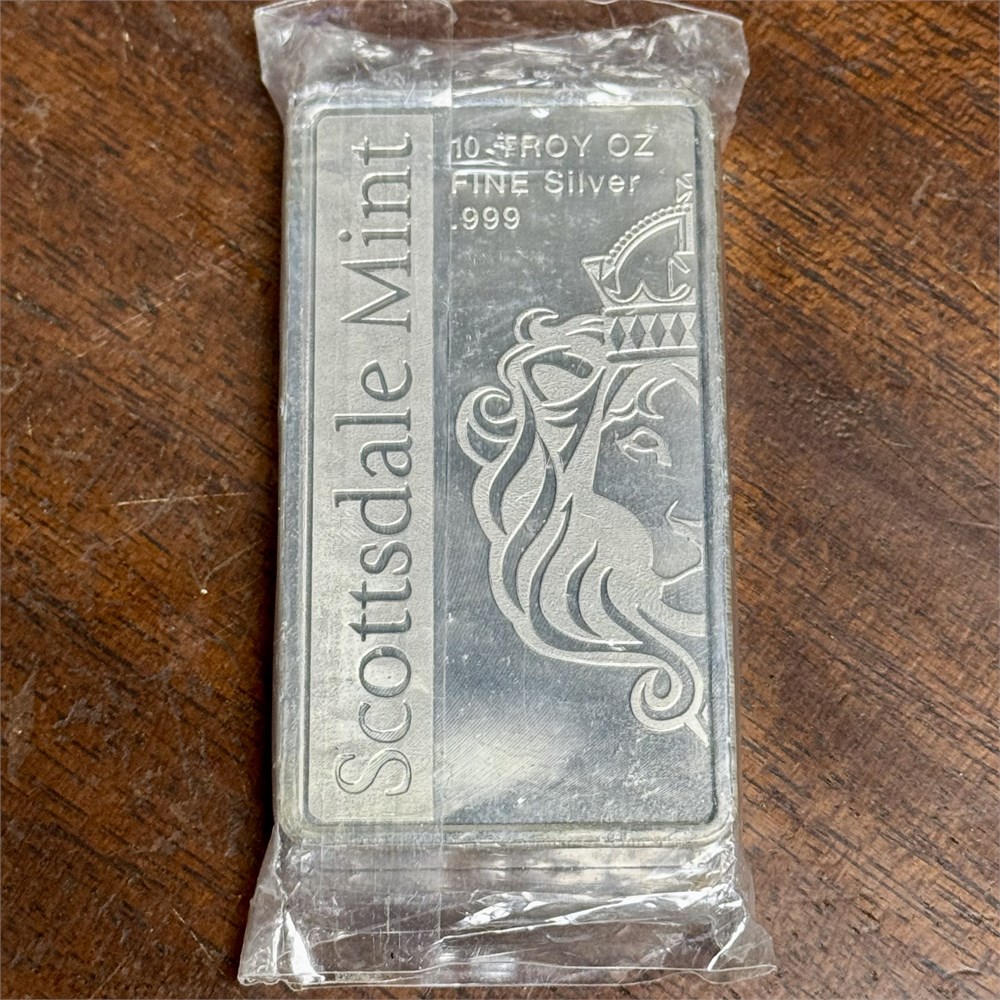 Scottsdale Mint
10 TROY OZ
FINE Silver
.999